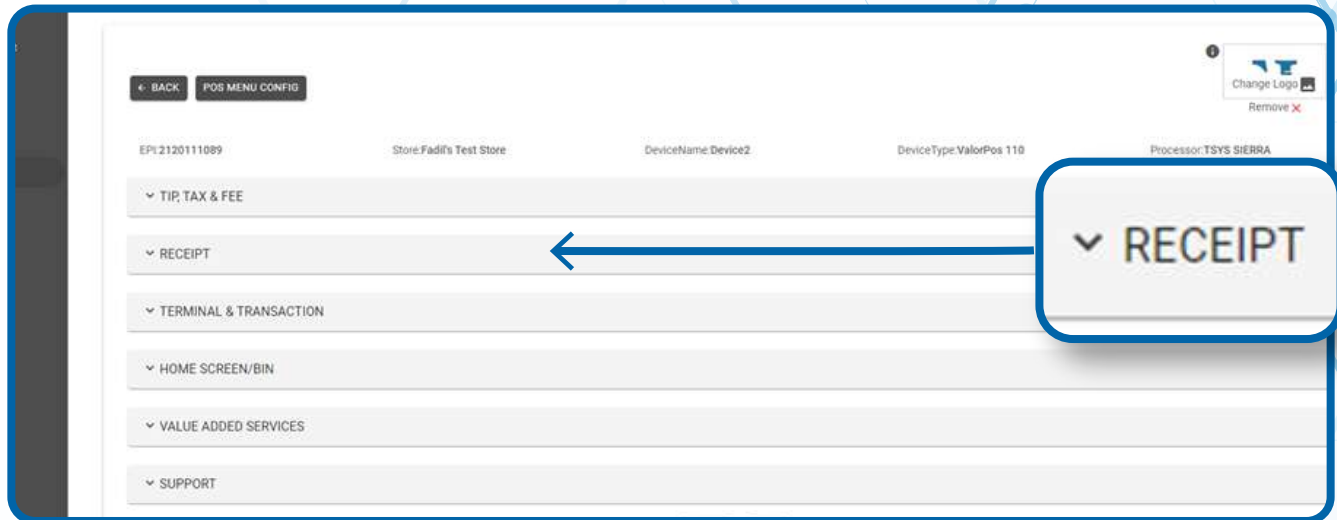 ← BACK POS MENU CONFIG
Change Logo
Remove ×
EPI:2120111089 Store:Fadil's Test Store DeviceName:Device2 DeviceType:ValorPos 110 Processor:TSYS SIERRA
TIP, TAX & FEE
RECEIPT
RECEIPT
TERMINAL & TRANSACTION
HOME SCREEN/BIN
VALUE ADDED SERVICES
SUPPORT